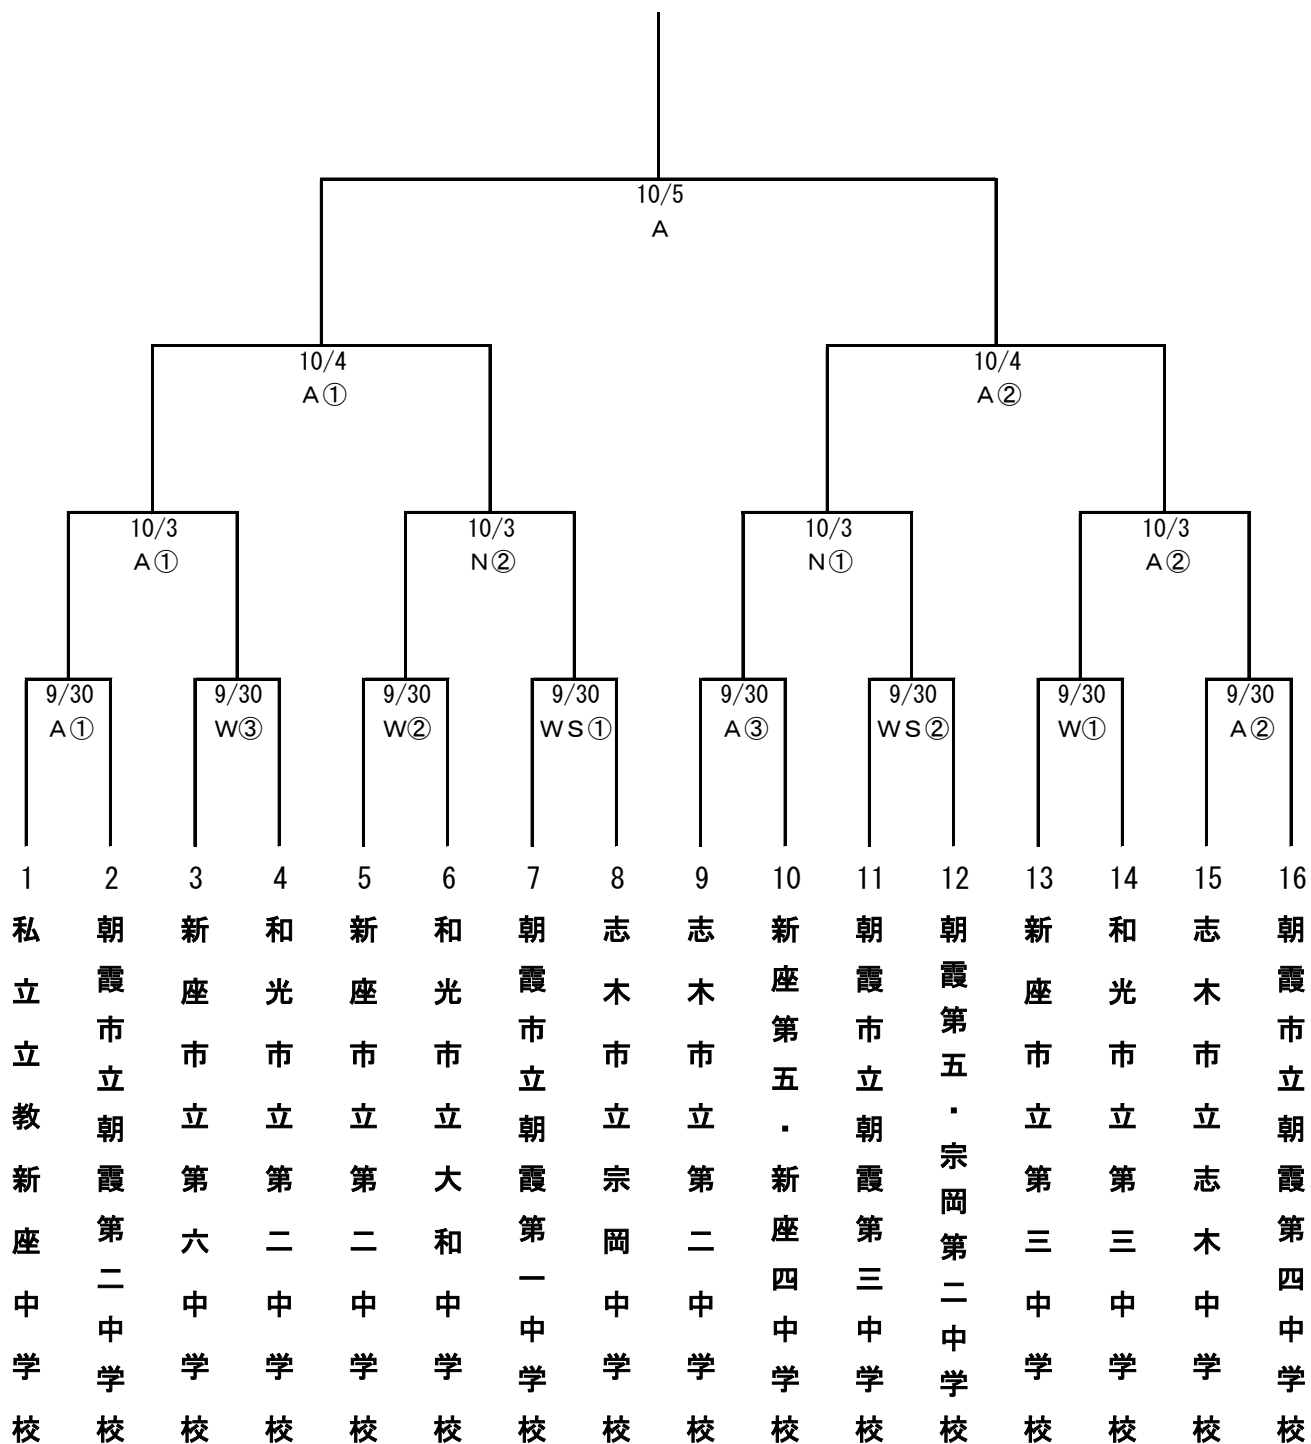 10/5
A
10/4
A①
10/4
A②
10/3
A①
10/3
N②
10/3
N①
10/3
A②
9/30
A①
9/30
W③
9/30
W②
9/30
WS①
9/30
A③
9/30
WS②
9/30
W①
9/30
A②
1
私立立教新座中学校
2
朝霞市立朝霞第二中学校
3
新座市立第六中学校
4
和光市立第二中学校
5
新座市立第二中学校
6
和光市立大和中学校
7
朝霞市立朝霞第一中学校
8
志木市立宗岡中学校
9
志木市立第二中学校
10
新座第五・新座四中学校
11
朝霞市立朝霞第三中学校
12
朝霞第五・宗岡第二中学校
13
新座市立第三中学校
14
和光市立第三中学校
15
志木市立志木中学校
16
朝霞市立朝霞第四中学校